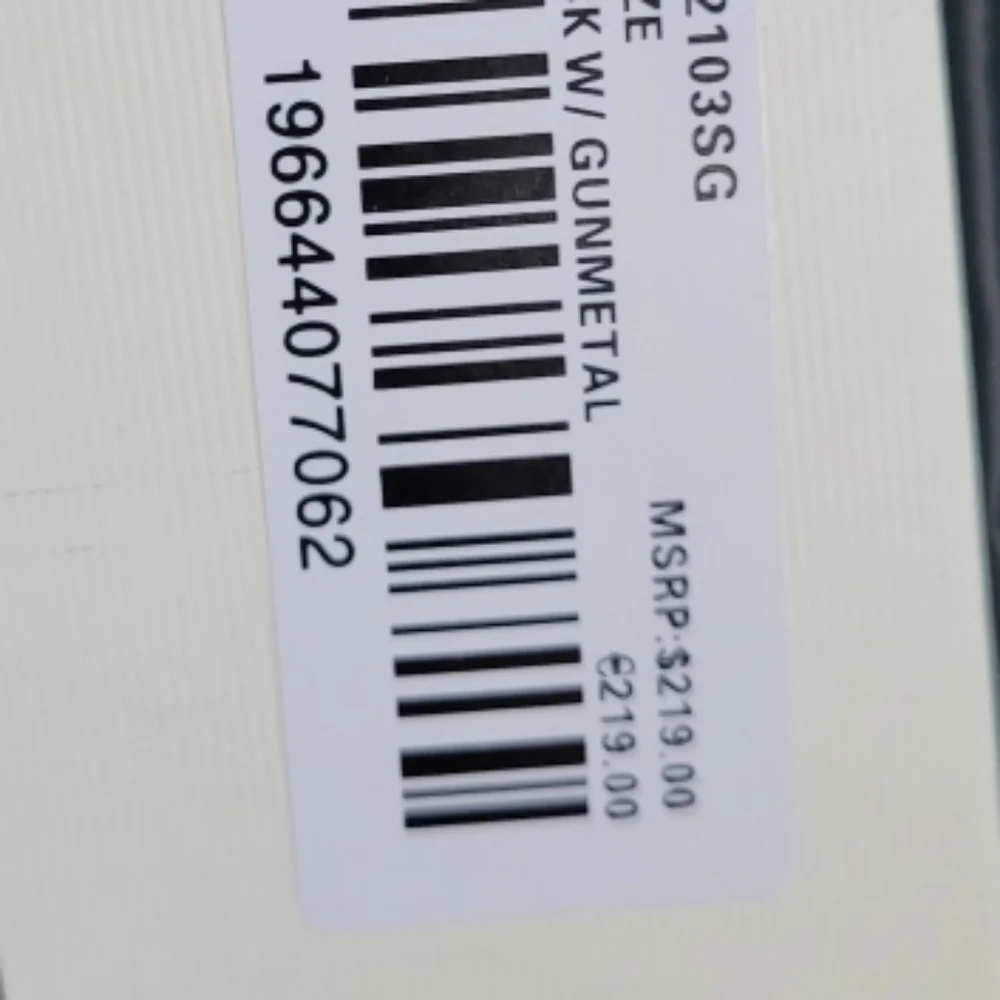 2103SG
ZE
K W/ GUNMETAL
MSRP:$219.00
€219.00
196644077062